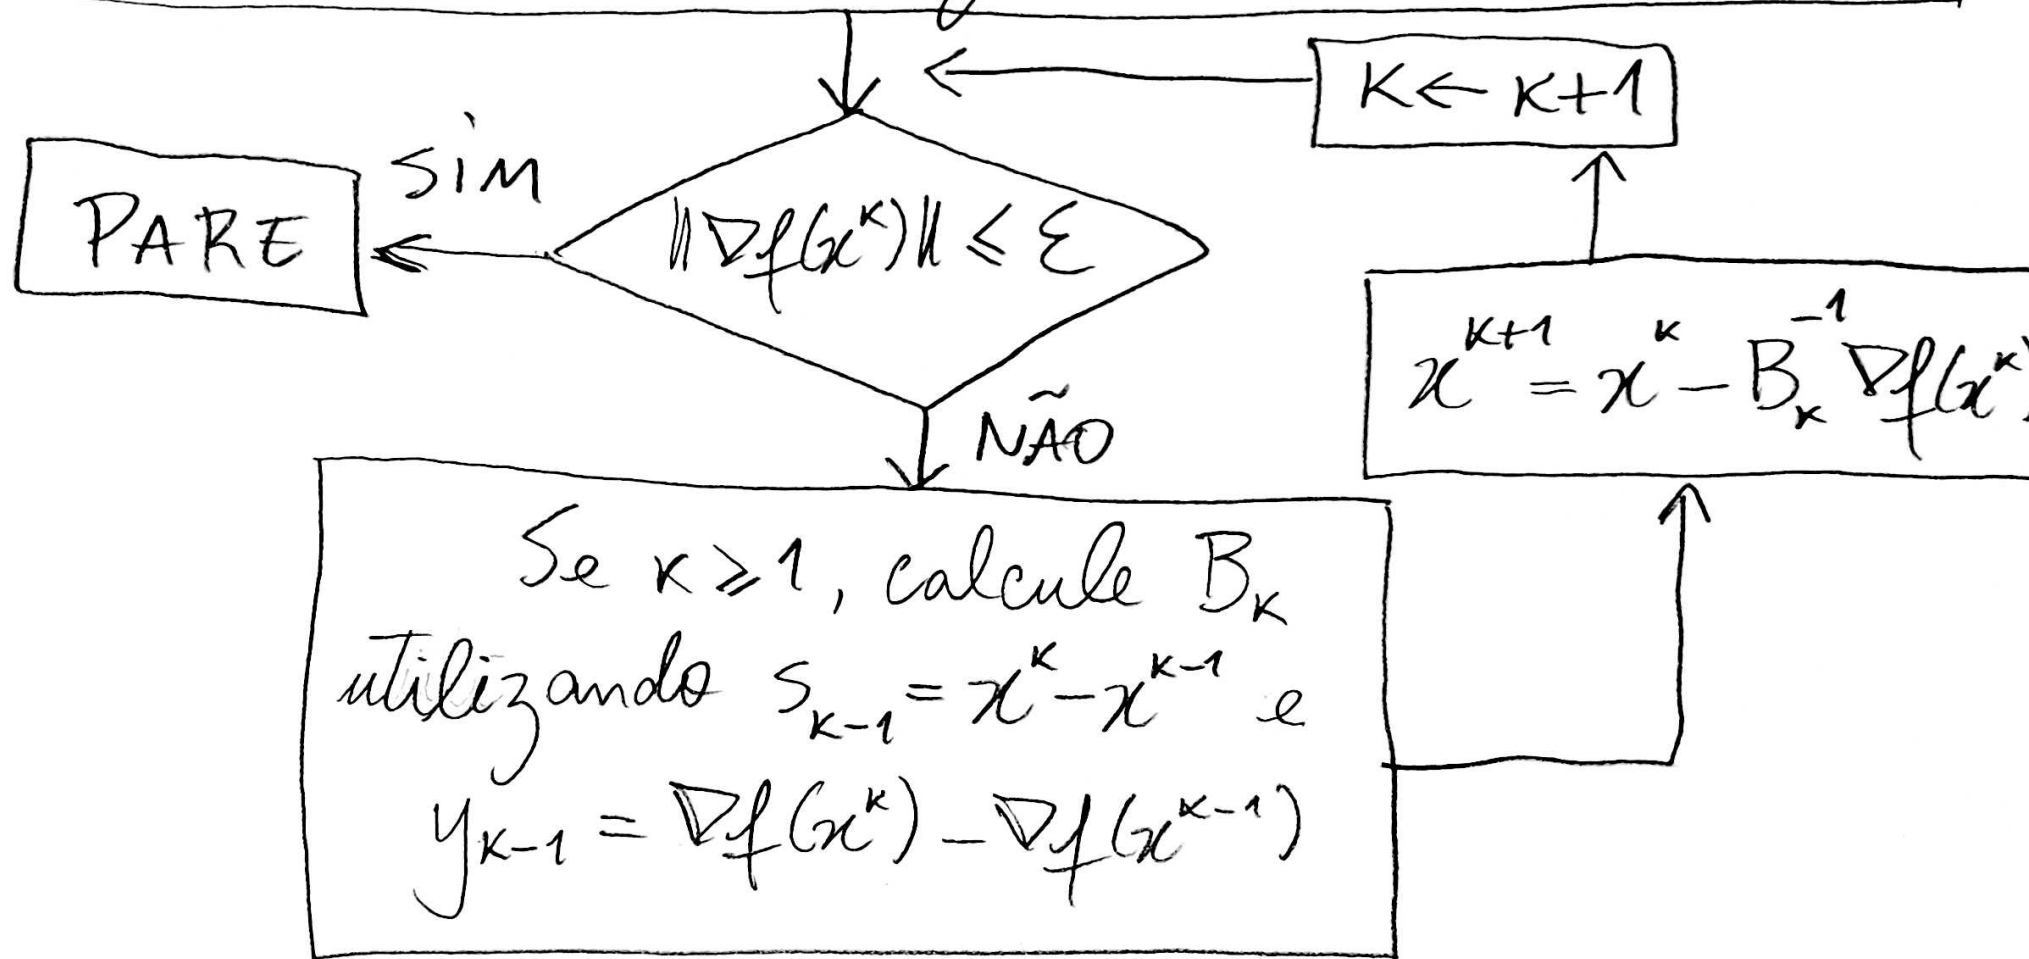 K ← K+1
SIM
PARE
‖∇f(x^K)‖ ≤ ε
x^{K+1} = x^K − B_K^{-1} ∇f(x^K)
NÃO
Se K ≥ 1, calcule B_K
utilizando s_{K-1} = x^K − x^{K-1} e
y_{K-1} = ∇f(x^K) − ∇f(x^{K-1})